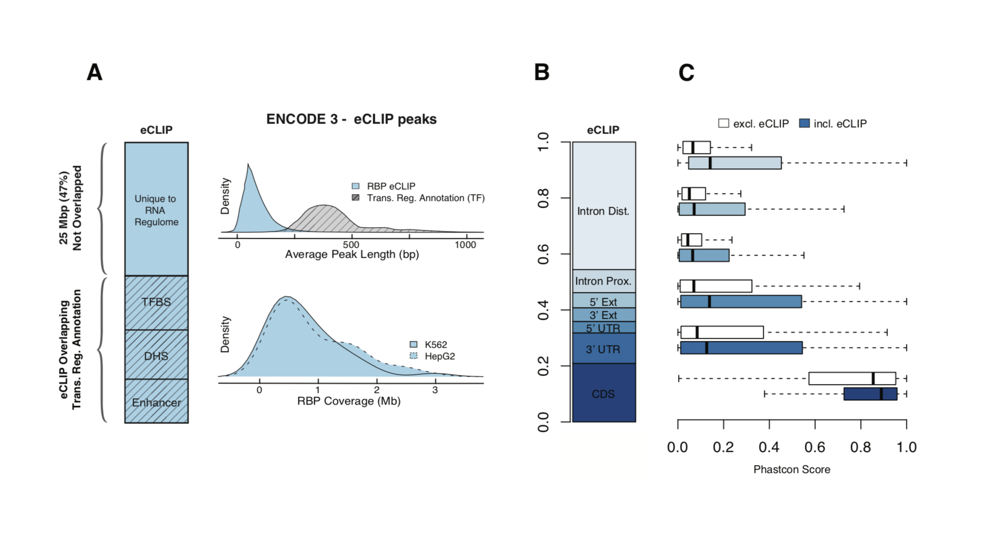 A
B
C
ENCODE 3 - eCLIP peaks
eCLIP
25 Mbp (47%)
Not Overlapped
eCLIP Overlapping
Trans. Reg. Annotation
Unique to
RNA
Regulome
TFBS
DHS
Enhancer
Density
RBP eCLIP
Trans. Reg. Annotation (TF)
0
500
1000
Average Peak Length (bp)
Density
K562
HepG2
0
1
2
3
RBP Coverage (Mb)
eCLIP
1.0
0.8
0.6
0.4
0.2
0.0
Intron Dist.
Intron Prox.
5’ Ext
3’ Ext
5’ UTR
3’ UTR
CDS
excl. eCLIP
incl. eCLIP
0.0
0.2
0.4
0.6
0.8
1.0
Phastcon Score